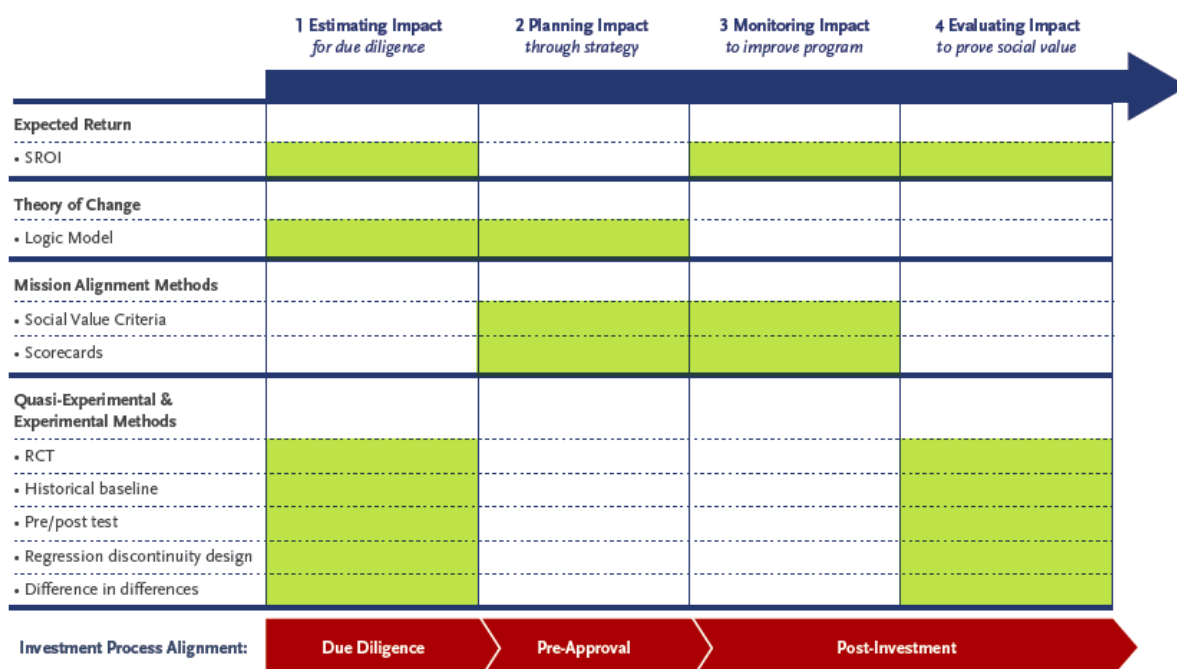 1 Estimating Impact
for due diligence
2 Planning Impact
through strategy
3 Monitoring Impact
to improve program
4 Evaluating Impact
to prove social value
Expected Return
• SROI
Theory of Change
• Logic Model
Mission Alignment Methods
• Social Value Criteria
• Scorecards
Quasi-Experimental &
Experimental Methods
• RCT
• Historical baseline
• Pre/post test
• Regression discontinuity design
• Difference in differences
Investment Process Alignment:
Due Diligence
Pre-Approval
Post-Investment